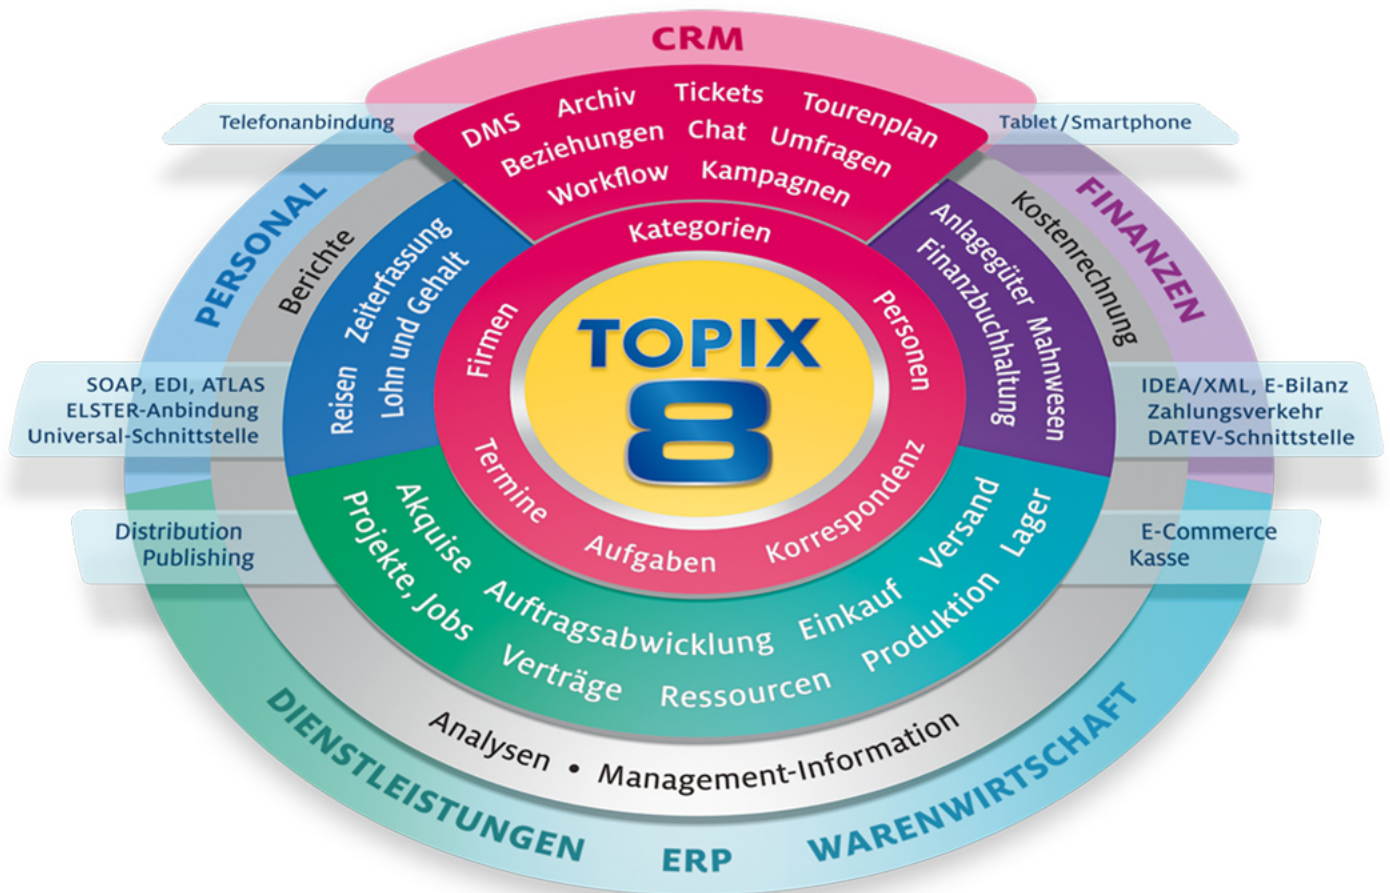 CRM
DMS Archiv Tickets Tourenplan
Beziehungen Chat Umfragen
Workflow Kampagnen
Telefonanbindung
Tablet/Smartphone
PERSONAL
Berichte
Reisen Zeiterfassung
Lohn und Gehalt
FINANZEN
Kostenrechnung
Anlagegüter Mahnwesen
Finanzbuchhaltung
Kategorien
Firmen
Personen
TOPIX
8
Termine
Aufgaben
Korrespondenz
SOAP, EDI, ATLAS
ELSTER-Anbindung
Universal-Schnittstelle
IDEA/XML, E-Bilanz
Zahlungsverkehr
DATEV-Schnittstelle
Distribution
Publishing
E-Commerce
Kasse
Akquise Auftragsabwicklung Einkauf Versand
Projekte, Jobs Verträge Ressourcen Produktion Lager
Analysen • Management-Information
DIENSTLEISTUNGEN ERP WARENWIRTSCHAFT